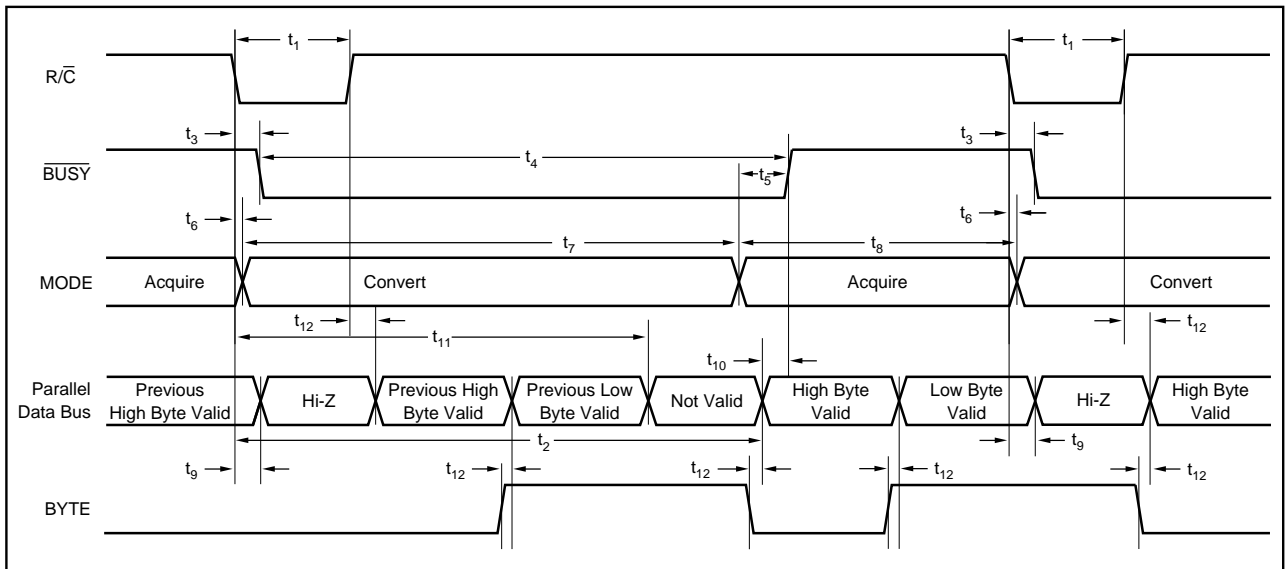 t1
t1
R/C̅
t3
t3
B̅U̅S̅Y̅
t4
t5
t6
t6
t7
t8
MODE
Acquire
Convert
Acquire
Convert
t12
t11
t10
t12
Parallel
Data Bus
Previous
High Byte Valid
Hi-Z
Previous High
Byte Valid
Previous Low
Byte Valid
Not Valid
High Byte
Valid
Low Byte
Valid
Hi-Z
High Byte
Valid
t2
t9
t9
t12
t12
t12
t12
BYTE